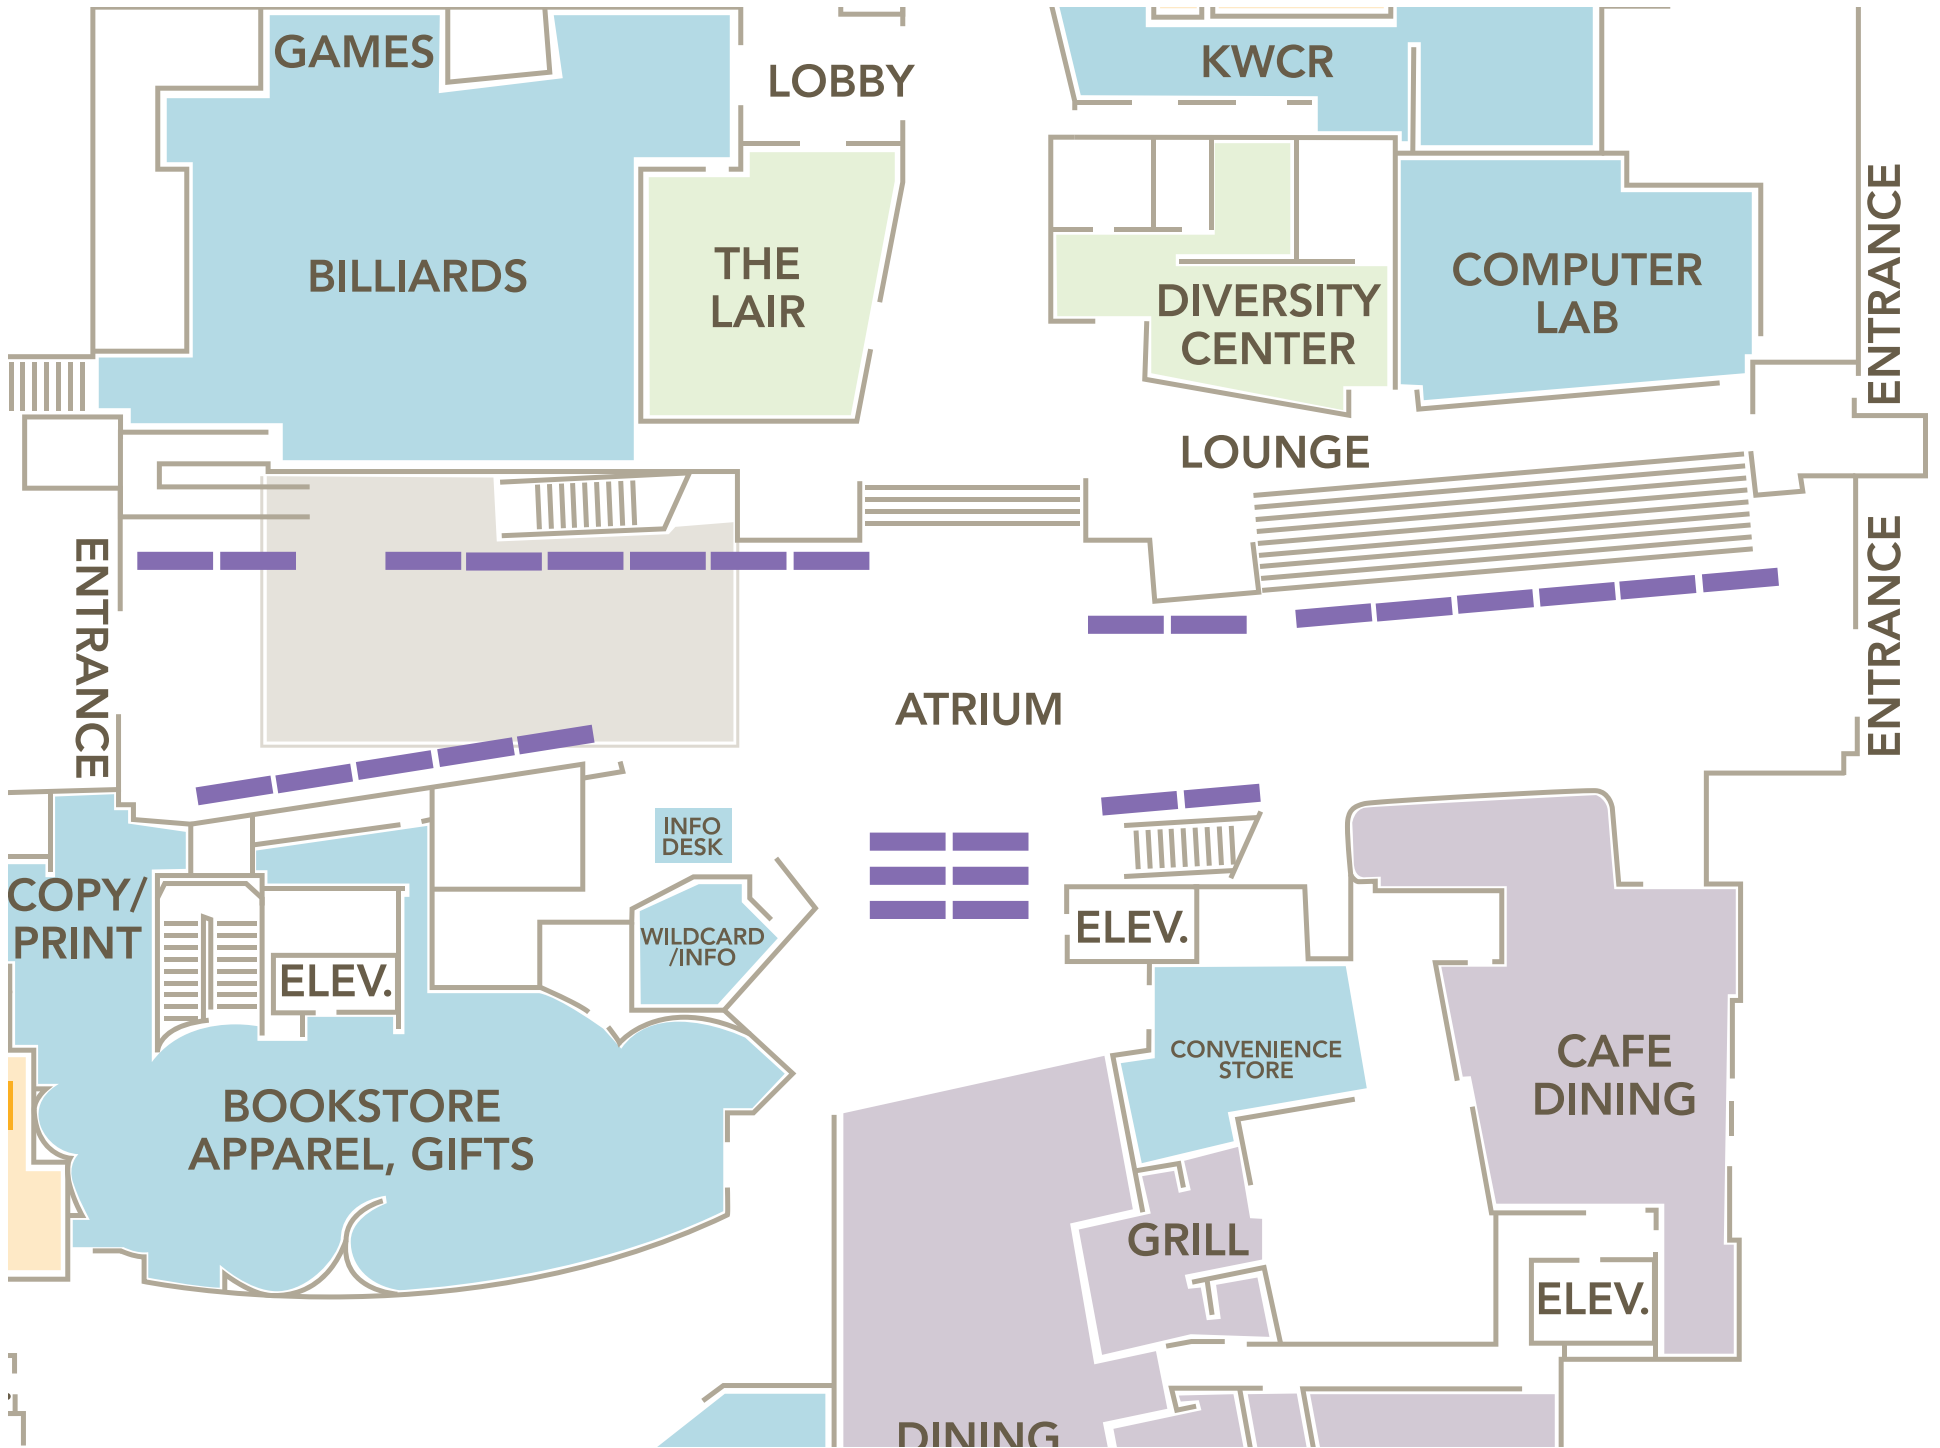 GAMES
LOBBY
KWCR
BILLIARDS
THE
LAIR
DIVERSITY
CENTER
COMPUTER
LAB
ENTRANCE
LOUNGE
ENTRANCE
ENTRANCE
ATRIUM
INFO
DESK
COPY/
PRINT
ELEV.
WILDCARD
/INFO
ELEV.
CONVENIENCE
STORE
CAFE
DINING
BOOKSTORE
APPAREL, GIFTS
GRILL
ELEV.
DINING